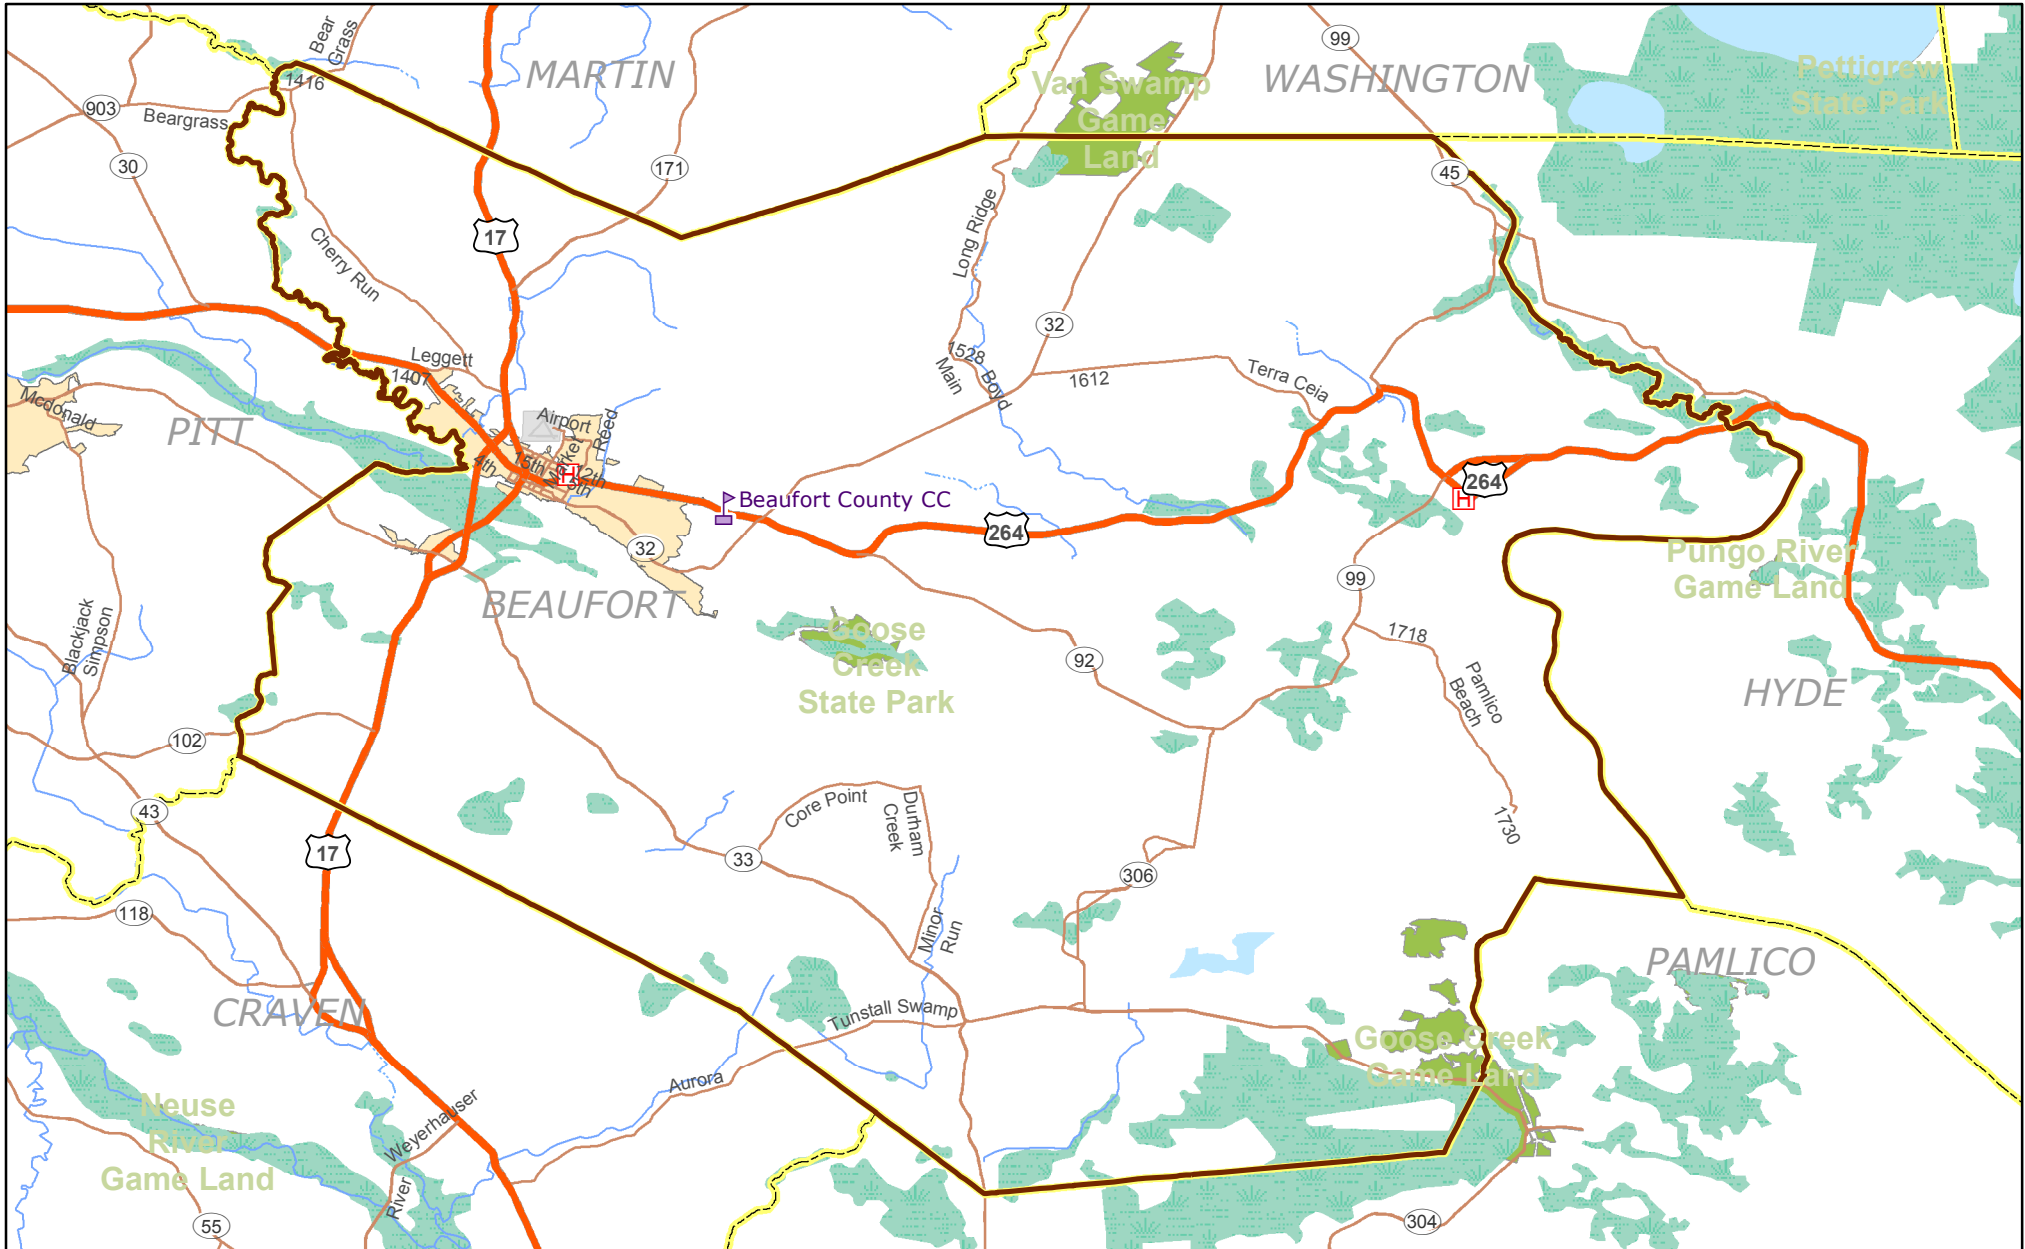 Bear
Grass
1416
MARTIN
99
WASHINGTON
Pettigrew
State Park
Van Swamp
Game
Land
903
Beargrass
30
171
45
17
Cherry Run
Long Ridge
32
Leggett
1407
1528
Main
Boyd
1612
Terra Ceia
Mcdonald
PITT
Airport
Reed
Market
15th
4th
12th
5th
H
Beaufort County CC
264
264
H
32
99
Pungo River
Game Land
BEAUFORT
Blackjack
Simpson
Goose
Creek
State Park
92
1718
Pamlico
Beach
HYDE
102
43
17
Core Point
Durham
Creek
1730
33
306
118
Minor
Run
PAMLICO
CRAVEN
Tunstall Swamp
Goose Creek
Game Land
Aurora
Neuse
River
Game Land
Weyerhauser
River
55
304